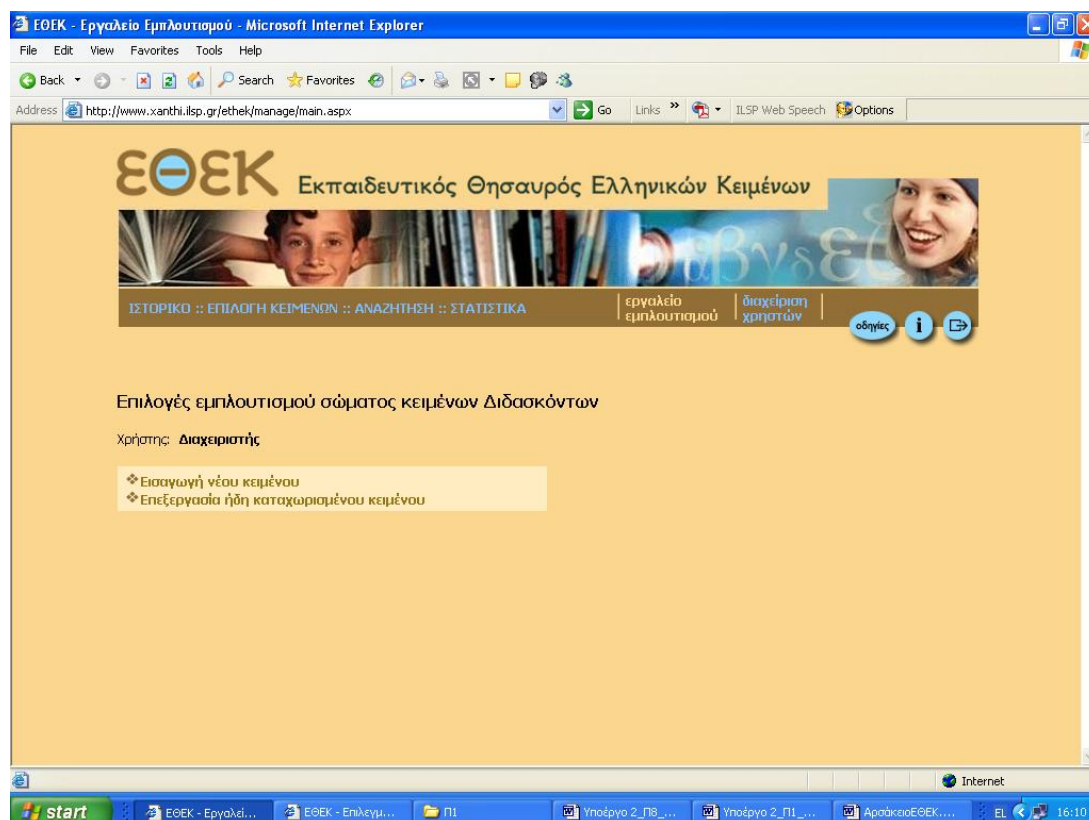 ΕΘΕΚ - Εργαλείο Εμπλουτισμού - Microsoft Internet Explorer
File Edit View Favorites Tools Help
Back Search Favorites
Address http://www.xanthi.ilsp.gr/ethek/manage/main.aspx Go Links » ILSP Web Speech Options
εΘεΚ Εκπαιδευτικός Θησαυρός Ελληνικών Κειμένων
ΙΣΤΟΡΙΚΟ :: ΕΠΙΛΟΓΗ ΚΕΙΜΕΝΩΝ :: ΑΝΑΖΗΤΗΣΗ :: ΣΤΑΤΙΣΤΙΚΑ
εργαλείο
εμπλουτισμού
διαχείριση
χρηστών
οδηγίες i
Επιλογές εμπλουτισμού σώματος κειμένων Διδασκόντων
Χρήστης: Διαχειριστής
Εισαγωγή νέου κειμένου
Επεξεργασία ήδη καταχωρισμένου κειμένου
Internet
start ΕΘΕΚ - Εργαλεί... ΕΘΕΚ - Επιλεγμ... Π1 Υποέργο 2_Π8_... Υποέργο 2_Π1_... ΑρσάκειοΕΘΕΚ.... EL 16:10